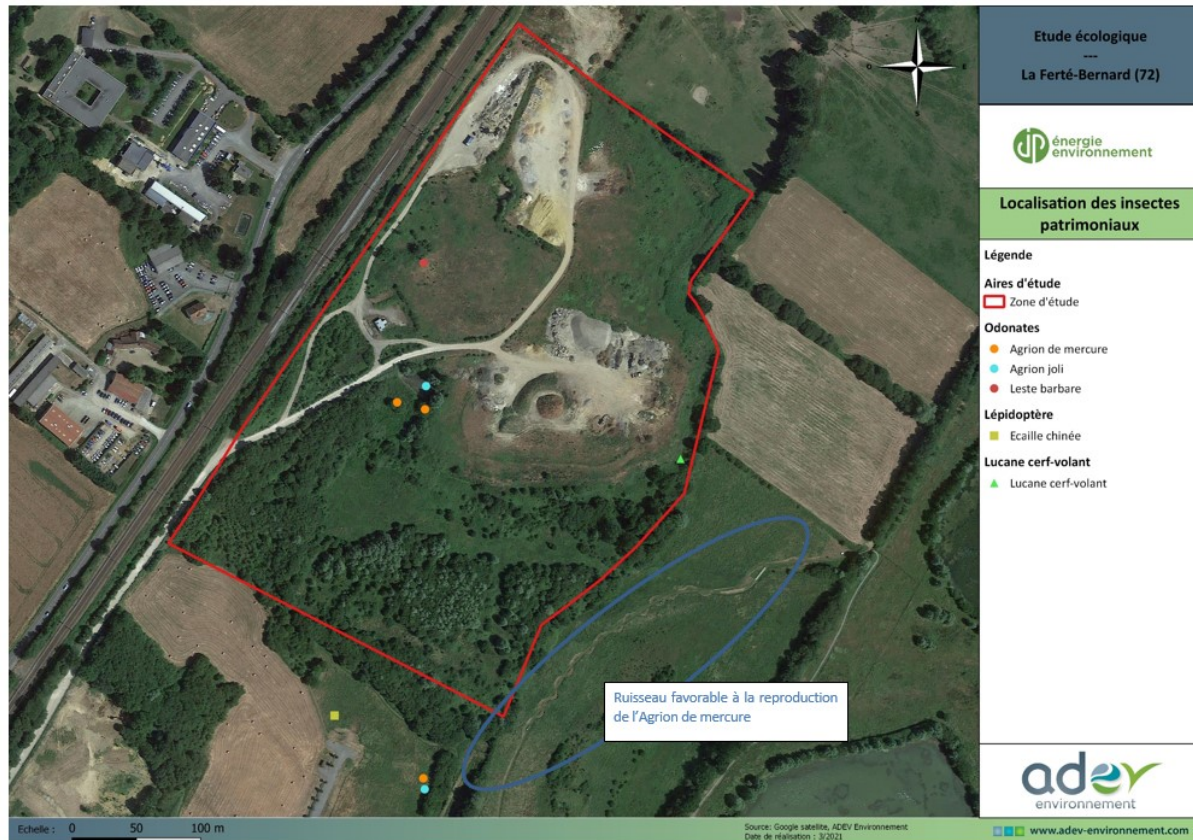 Etude écologique
---
La Ferté-Bernard (72)
JP énergie
environnement
Localisation des insectes
patrimoniaux
Légende
Aires d'étude
Zone d'étude
Odonates
Agrion de mercure
Agrion joli
Leste barbare
Lépidoptère
Ecaille chinée
Lucane cerf-volant
Lucane cerf-volant
N
O
E
S
Ruisseau favorable à la reproduction
de l'Agrion de mercure
adev
environnement
Echelle : 0 50 100 m
Source: Google satellite, ADEV Environnement
Date de réalisation : 3/2021
www.adev-environnement.com